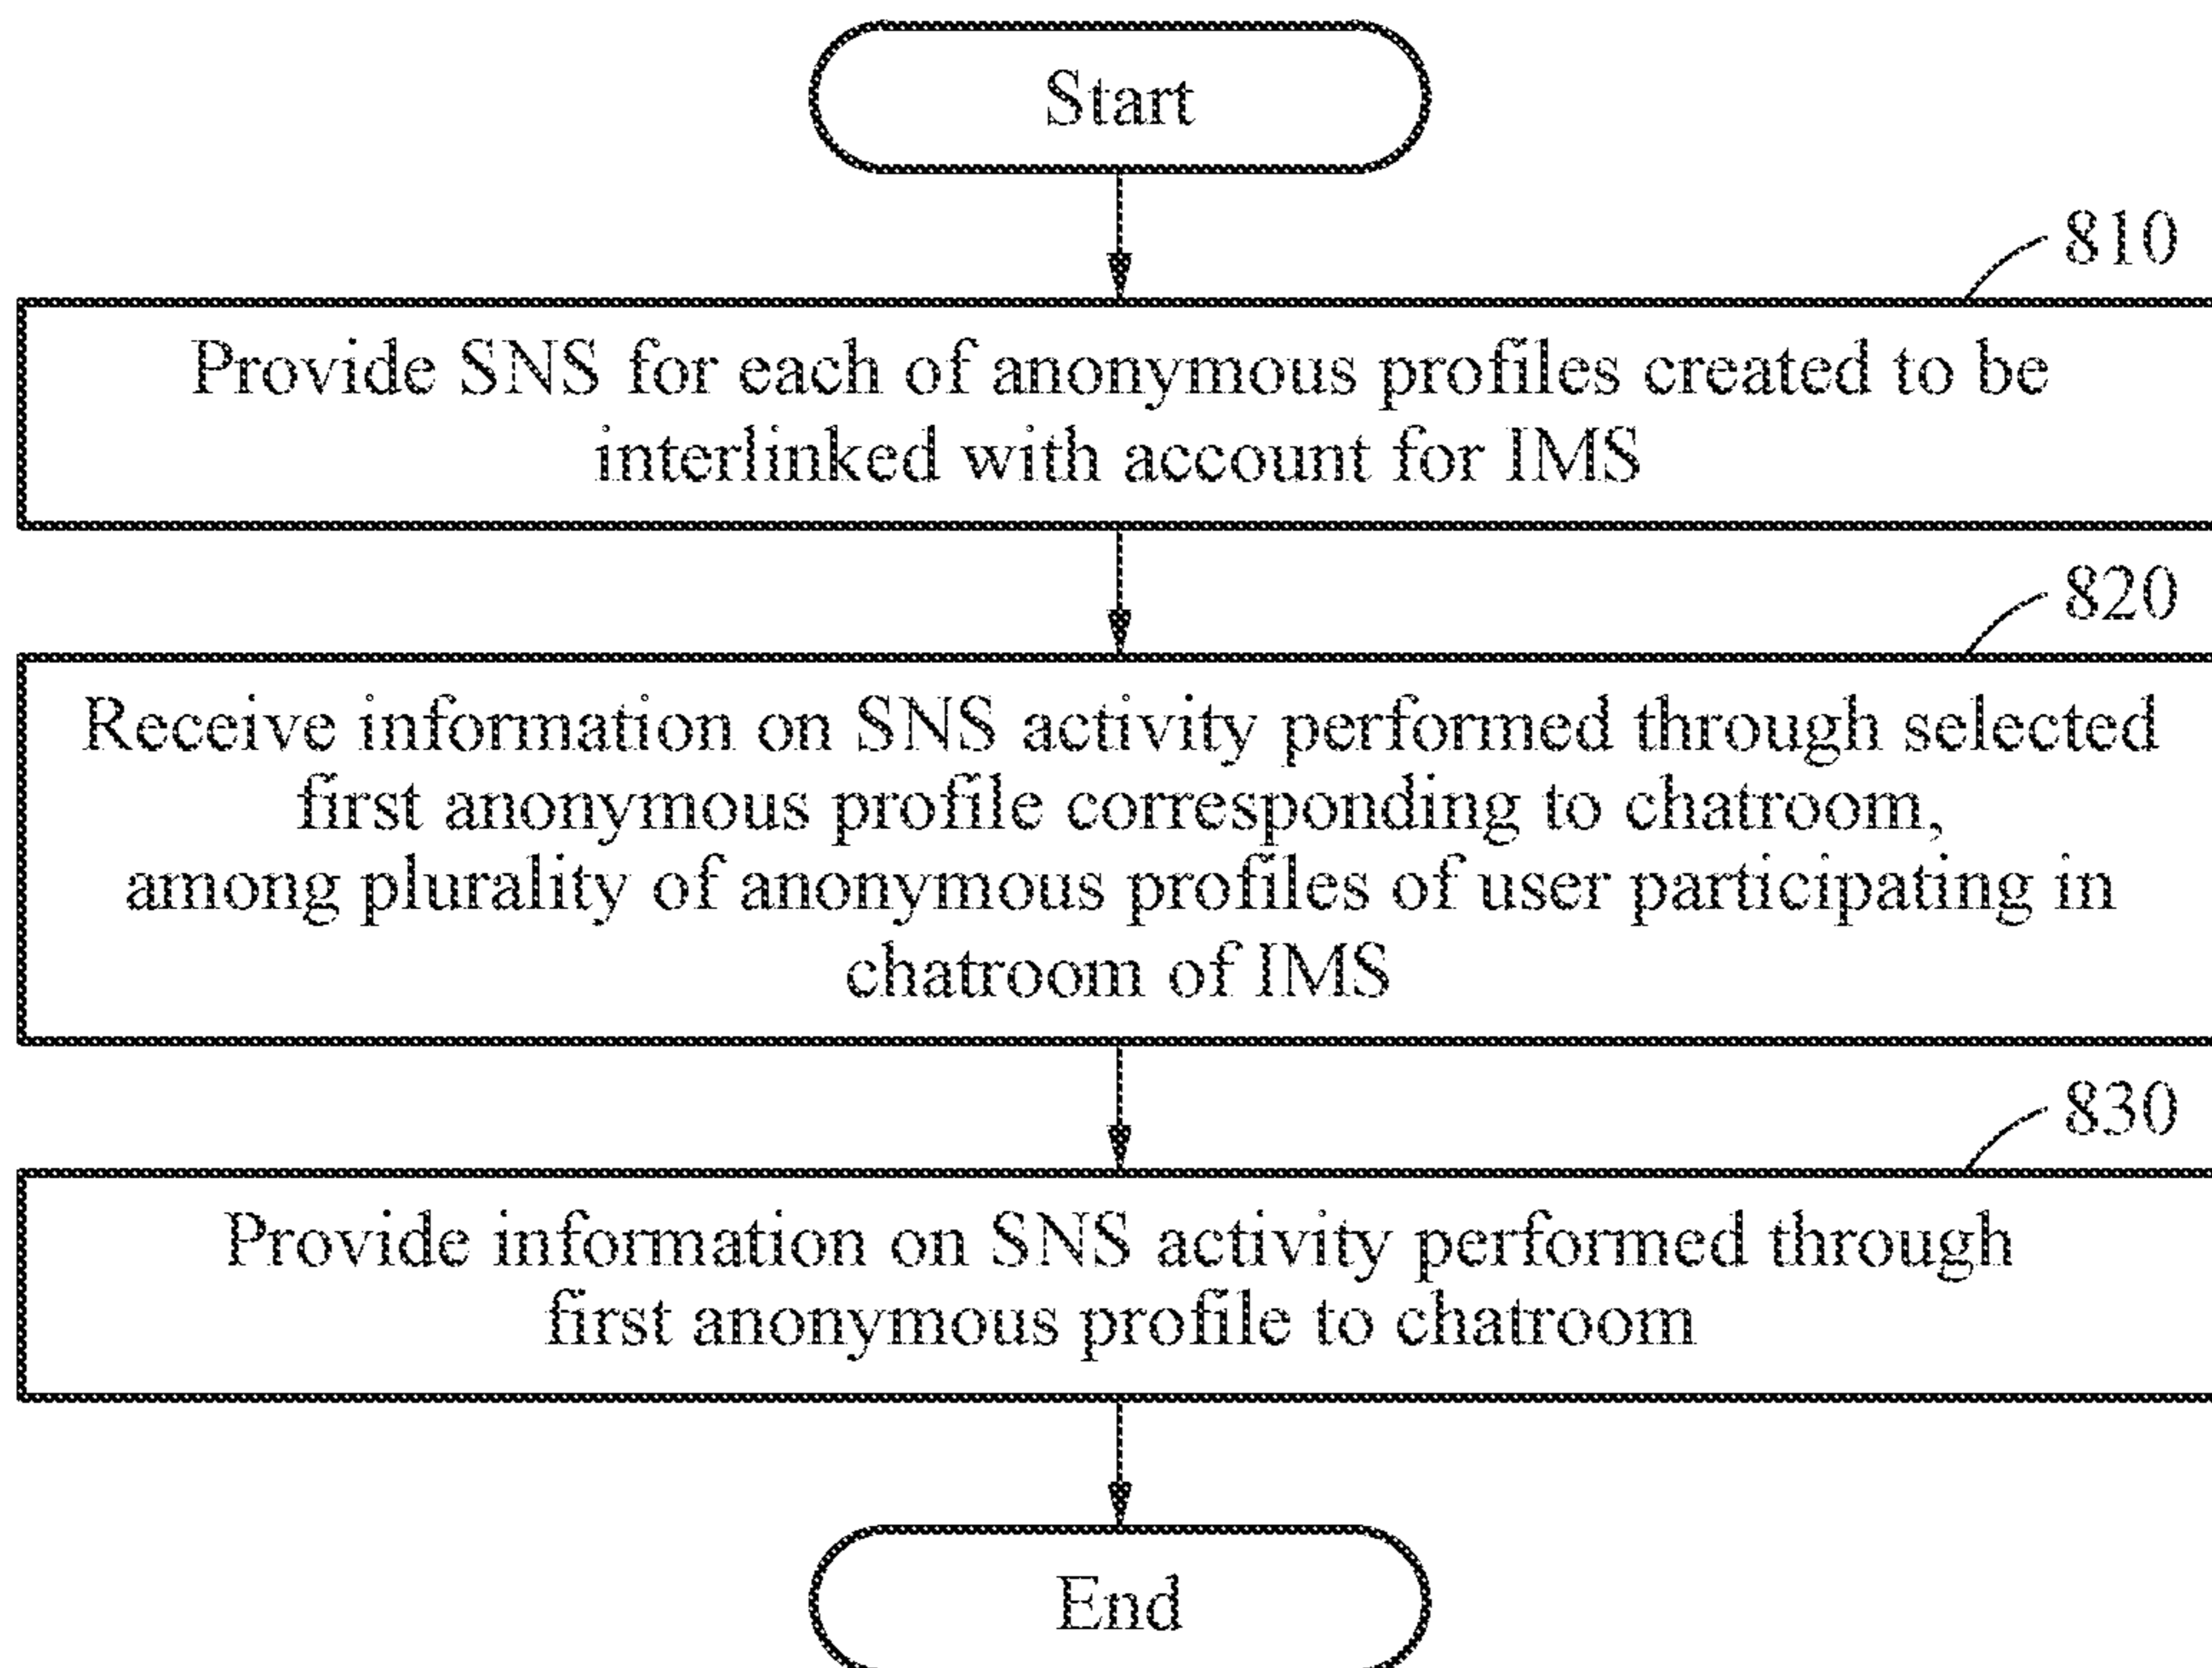 Start
810
Provide SNS for each of anonymous profiles created to be
interlinked with account for IMS
820
Receive information on SNS activity performed through selected
first anonymous profile corresponding to chatroom,
among plurality of anonymous profiles of user participating in
chatroom of IMS
830
Provide information on SNS activity performed through
first anonymous profile to chatroom
End